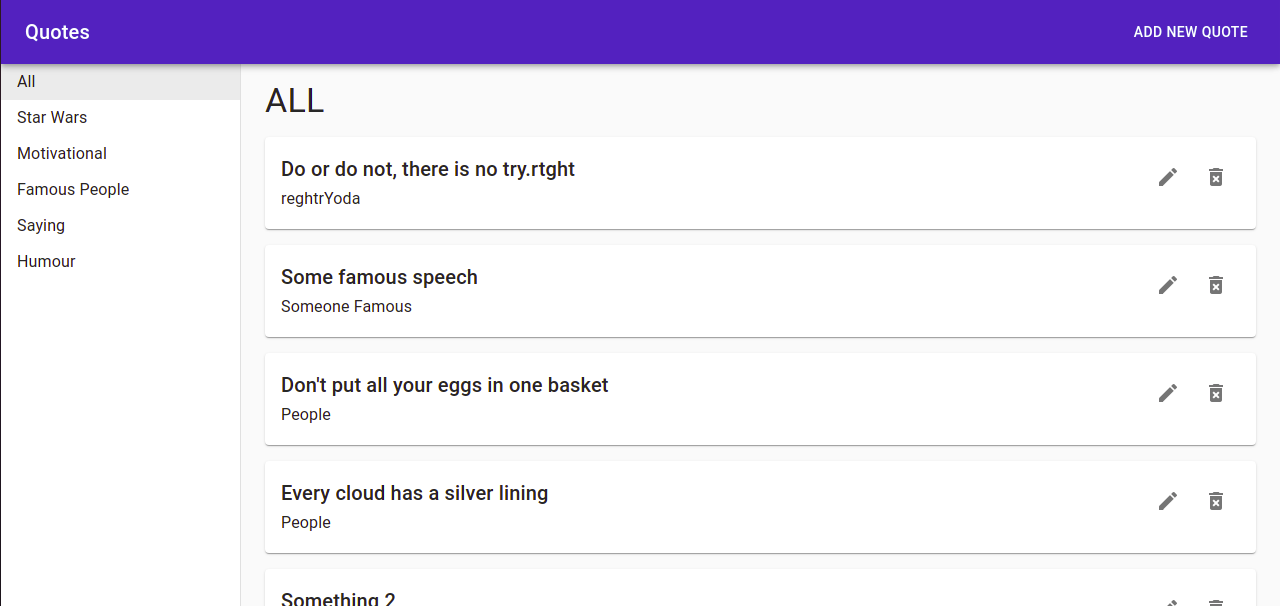 Quotes
ADD NEW QUOTE
All
Star Wars
Motivational
Famous People
Saying
Humour
ALL
Do or do not, there is no try.rtght
reghtrYoda
Some famous speech
Someone Famous
Don't put all your eggs in one basket
People
Every cloud has a silver lining
People
Something 2